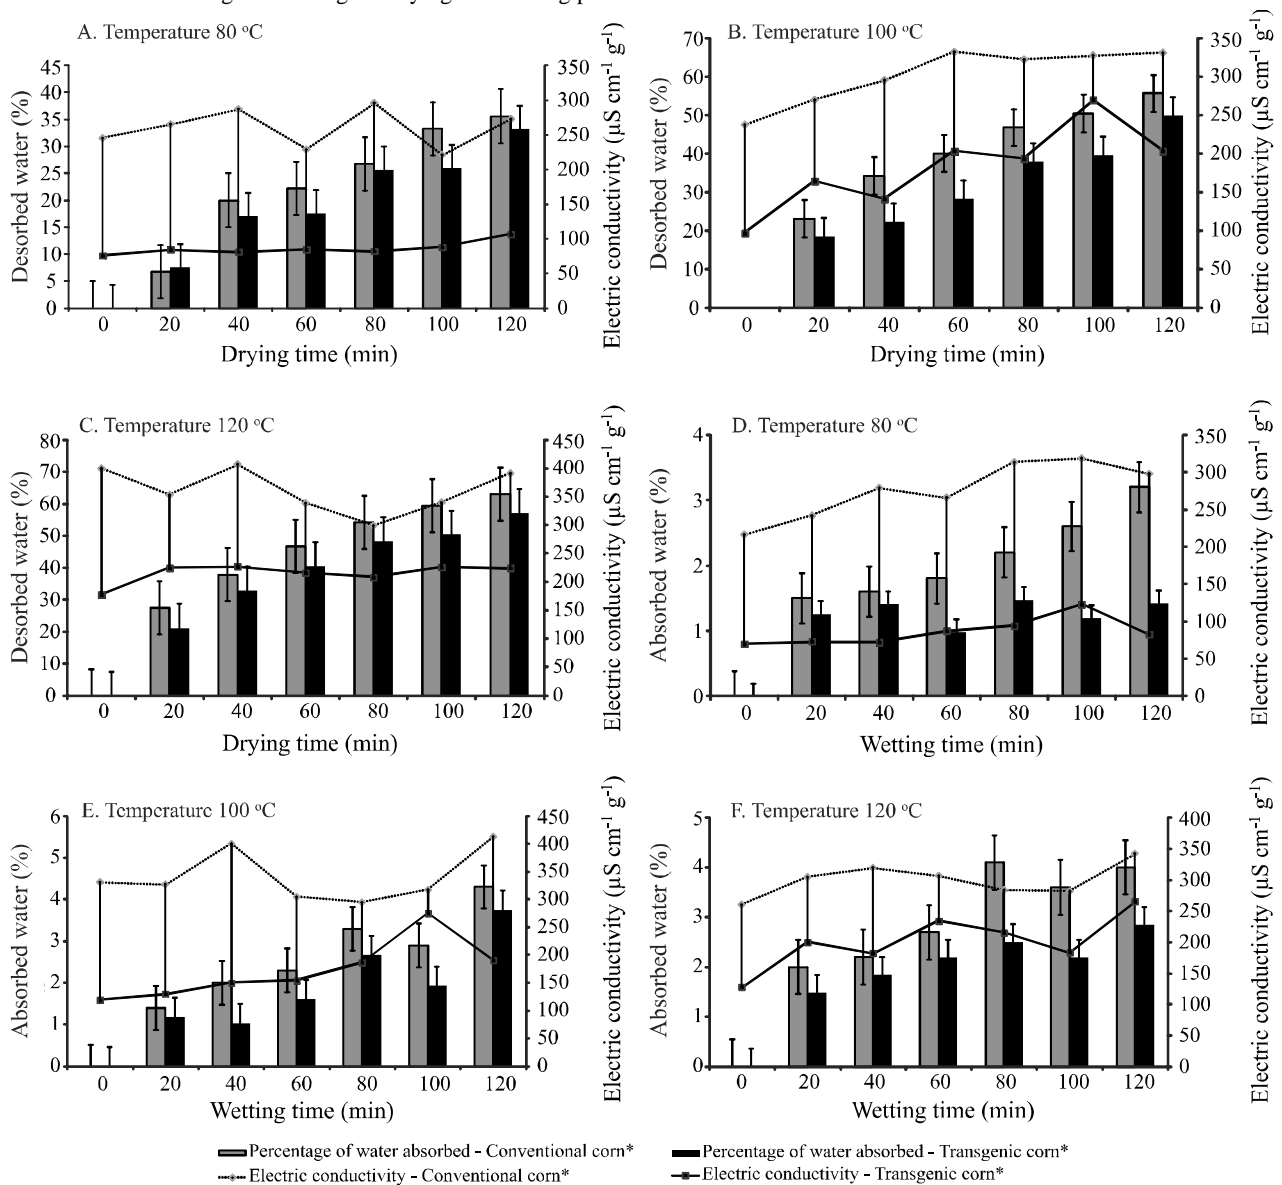 A. Temperature 80 °C
Desorbed water (%)
45
40
35
30
25
20
15
10
5
0
350
300
250
200
150
100
50
0
Electric conductivity (µS cm-1 g-1)
0 20 40 60 80 100 120
Drying time (min)
B. Temperature 100 °C
Desorbed water (%)
70
60
50
40
30
20
10
0
350
300
250
200
150
100
50
0
Electric conductivity (µS cm-1 g-1)
0 20 40 60 80 100 120
Drying time (min)
C. Temperature 120 °C
Desorbed water (%)
80
70
60
50
40
30
20
10
0
450
400
350
300
250
200
150
100
50
0
Electric conductivity (µS cm-1 g-1)
0 20 40 60 80 100 120
Drying time (min)
D. Temperature 80 °C
Absorbed water (%)
4
3
2
1
0
350
300
250
200
150
100
50
0
Electric conductivity (µS cm-1 g-1)
0 20 40 60 80 100 120
Wetting time (min)
E. Temperature 100 °C
Absorbed water (%)
6
5
4
3
2
1
0
450
400
350
300
250
200
150
100
50
0
Electric conductivity (µS cm-1 g-1)
0 20 40 60 80 100 120
Wetting time (min)
F. Temperature 120 °C
Absorbed water (%)
5
4
3
2
1
0
400
350
300
250
200
150
100
50
0
Electric conductivity (µS cm-1 g-1)
0 20 40 60 80 100 120
Wetting time (min)
Percentage of water absorbed - Conventional corn*
Percentage of water absorbed - Transgenic corn*
Electric conductivity - Conventional corn*
Electric conductivity - Transgenic corn*